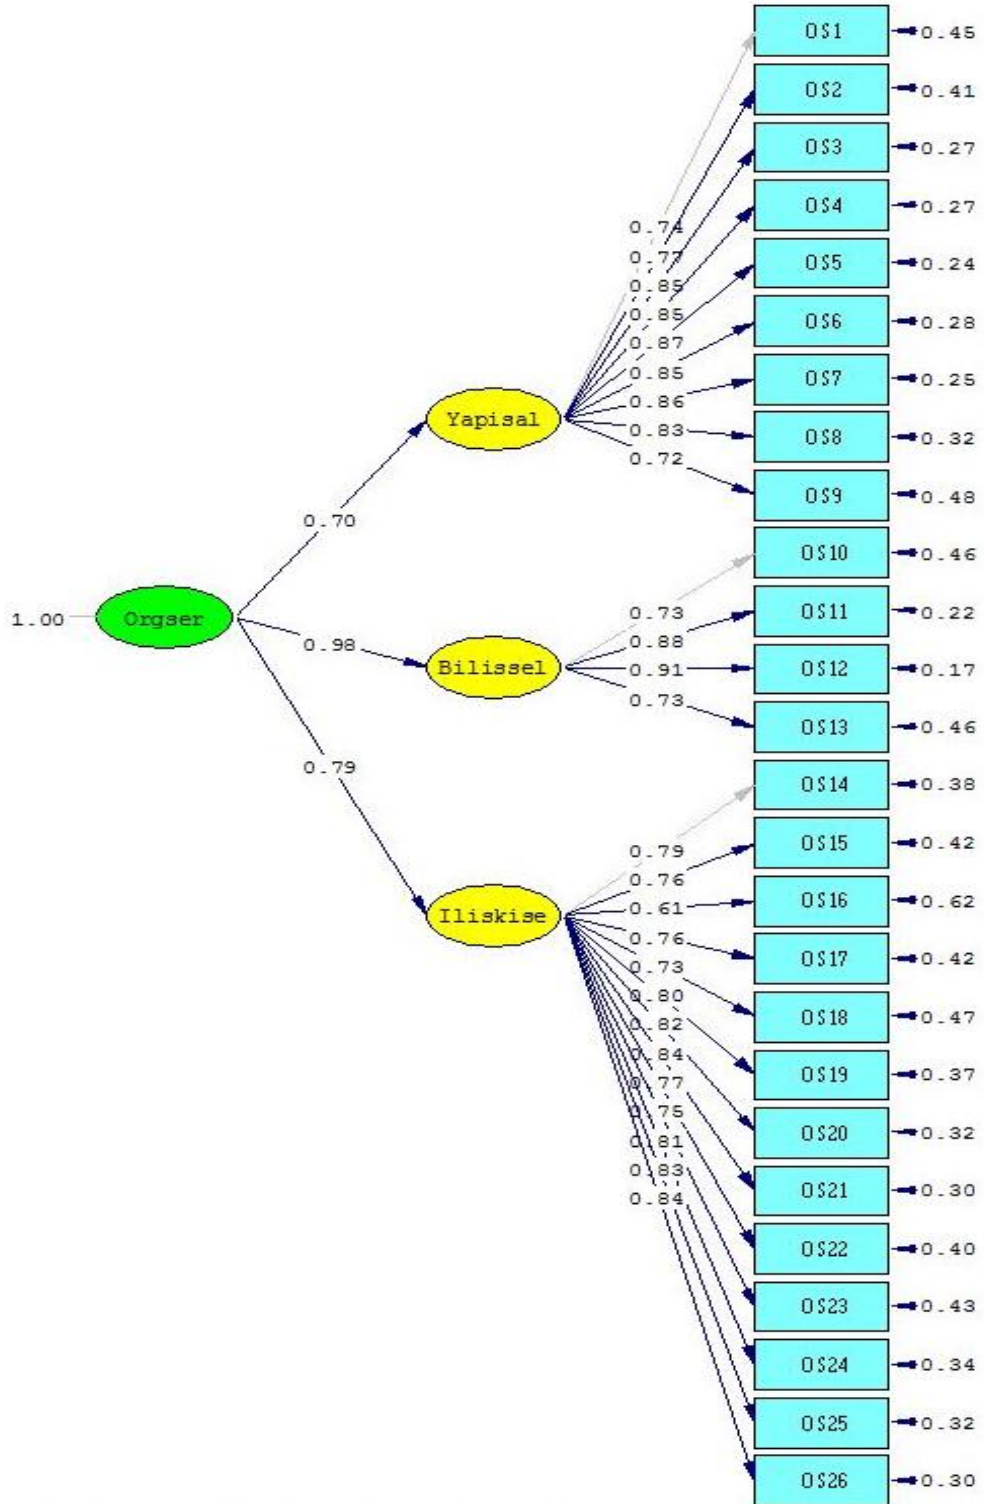 OS1 0.45
OS2 0.41
OS3 0.27
OS4 0.27
0.74
0.77
OS5 0.24
0.85
0.85
OS6 0.28
0.87
0.85
OS7 0.25
0.86
Yapisal
0.83
OS8 0.32
0.72
OS9 0.48
0.70
OS10 0.46
1.00
Orgser
0.73
OS11 0.22
0.98
0.88
Bilissel
0.91
OS12 0.17
0.73
OS13 0.46
0.79
OS14 0.38
0.79
OS15 0.42
0.76
Iliskise
0.61
OS16 0.62
0.76
OS17 0.42
0.73
0.80
OS18 0.47
0.82
0.84
OS19 0.37
0.77
0.75
OS20 0.32
0.81
0.83
OS21 0.30
0.84
OS22 0.40
OS23 0.43
OS24 0.34
OS25 0.32
OS26 0.30